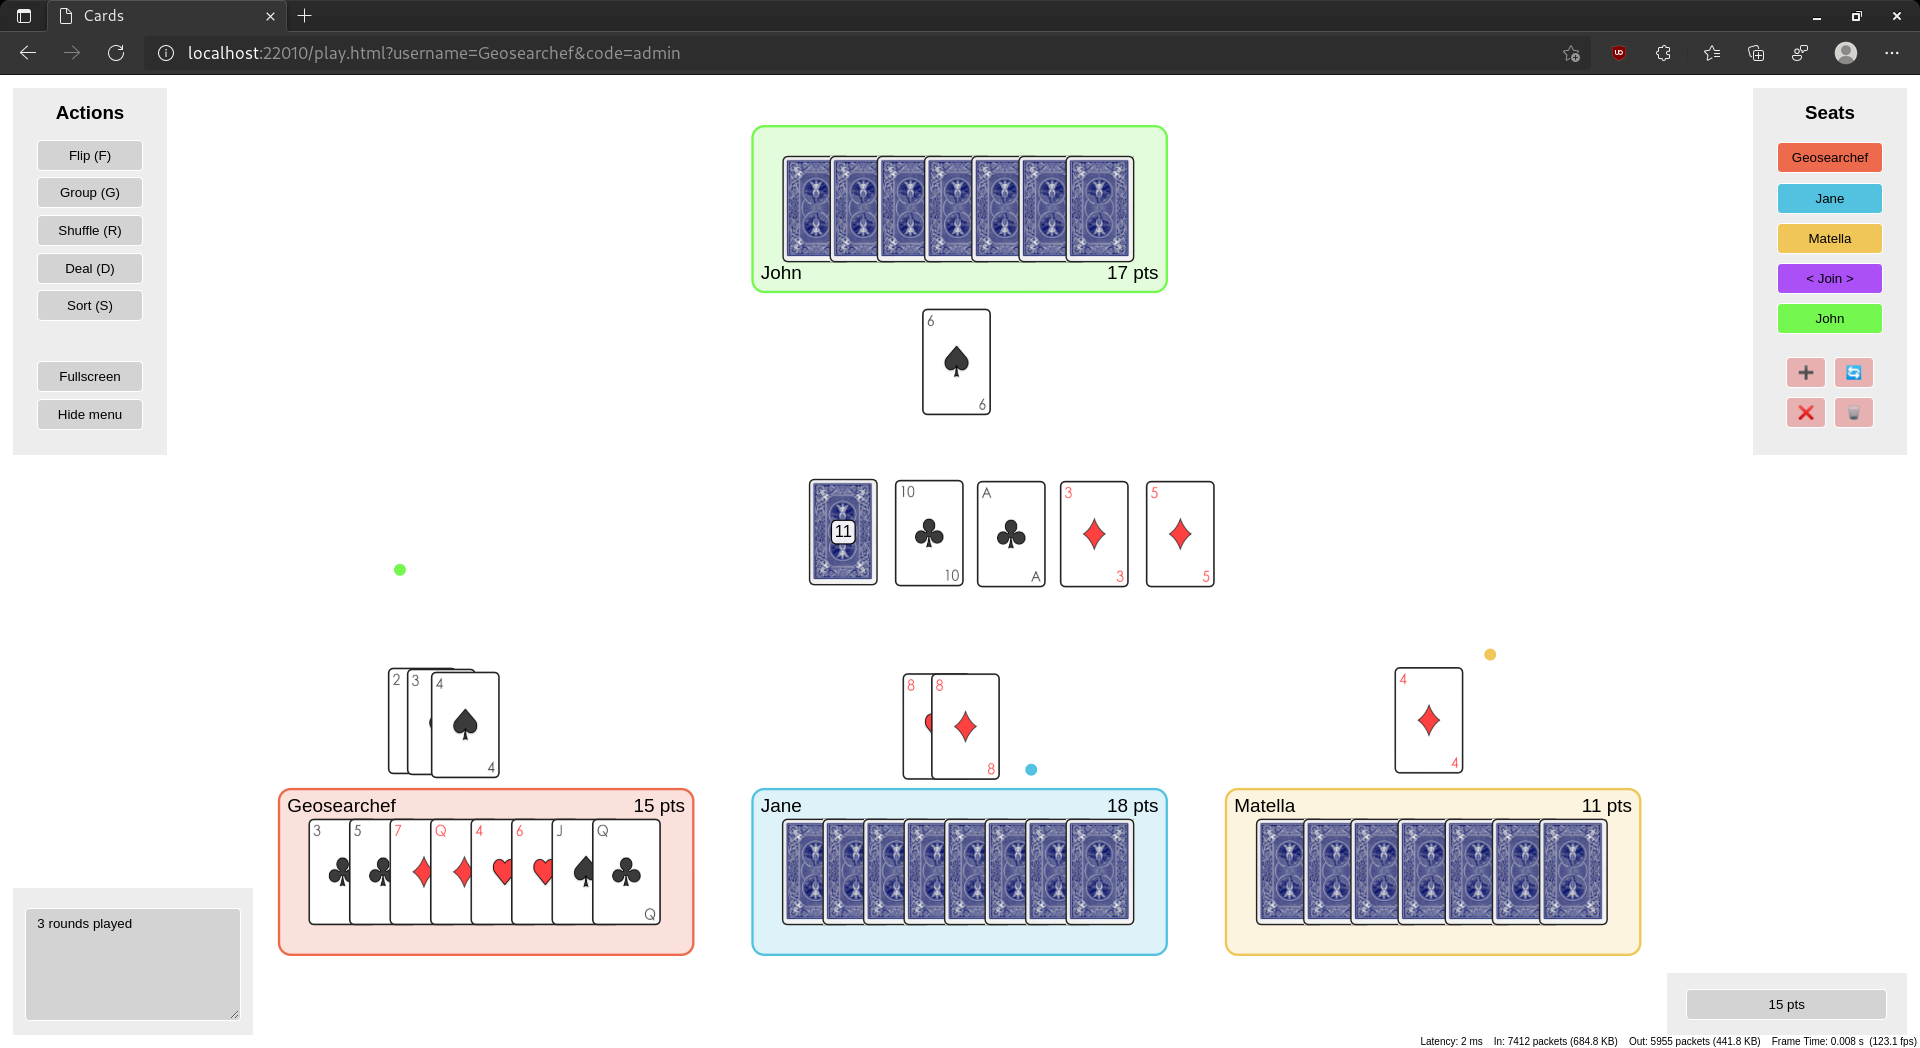 Cards
localhost:22010/play.html?username=Geosearchef&code=admin
Actions
Flip (F)
Group (G)
Shuffle (R)
Deal (D)
Sort (S)
Fullscreen
Hide menu
Seats
Geosearchef
Jane
Matella
< Join >
John
John 17 pts
6
6
11
10
10
A
A
3
3
5
5
2 3 4
4
8 8
8
4
4
Geosearchef 15 pts
3 5 7 Q 4 6 J Q
Q
Jane 18 pts
Matella 11 pts
3 rounds played
15 pts
Latency: 2 ms In: 7412 packets (684.8 KB) Out: 5955 packets (441.8 KB) Frame Time: 0.008 s (123.1 fps)